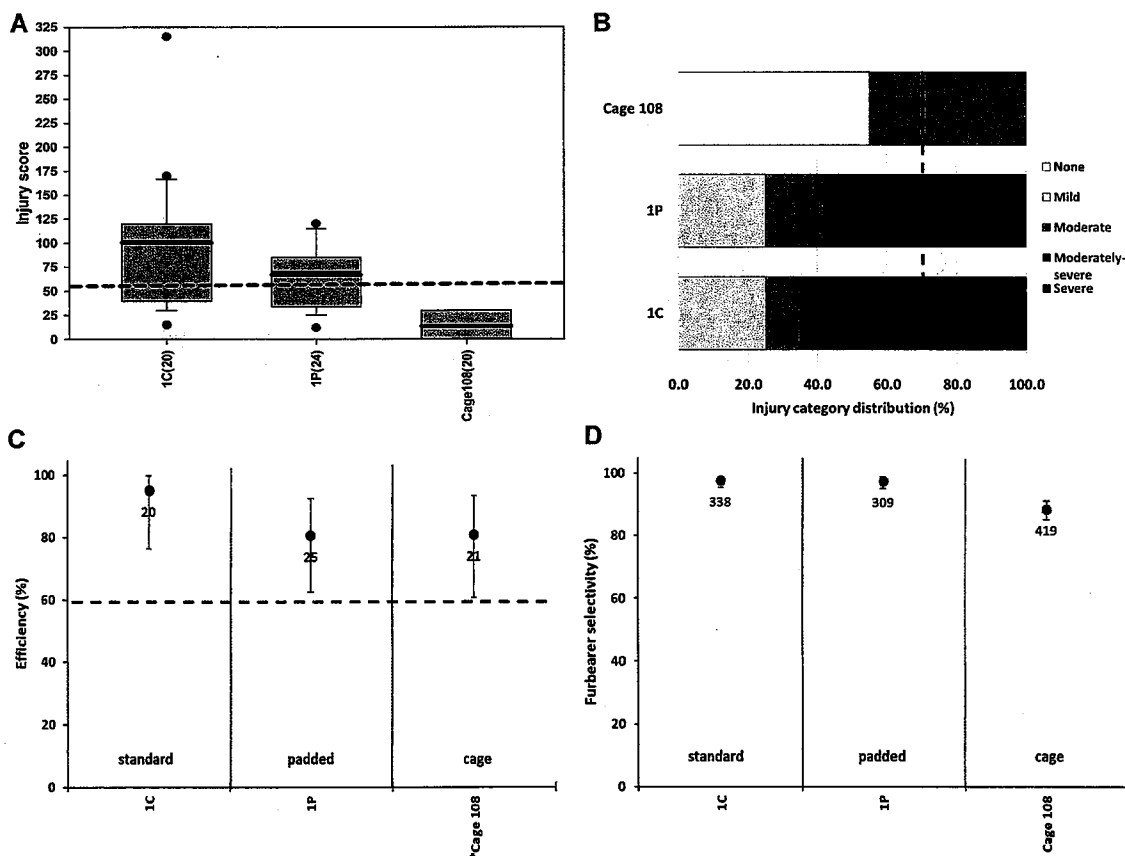 A
Injury score
325
300
275
250
225
200
175
150
125
100
75
50
25
0
1C(20)
1P(24)
Cage108(20)
B
Cage 108
1P
1C
0.0 20.0 40.0 60.0 80.0 100.0
Injury category distribution (%)
None
Mild
Moderate
Moderately-
severe
Severe
C
Efficiency (%)
100
80
60
40
20
0
20
25
21
standard padded cage
1C
1P
*Cage 108
D
Furbearer selectivity (%)
100
80
60
40
20
0
338
309
419
standard padded cage
1C
1P
Cage 108